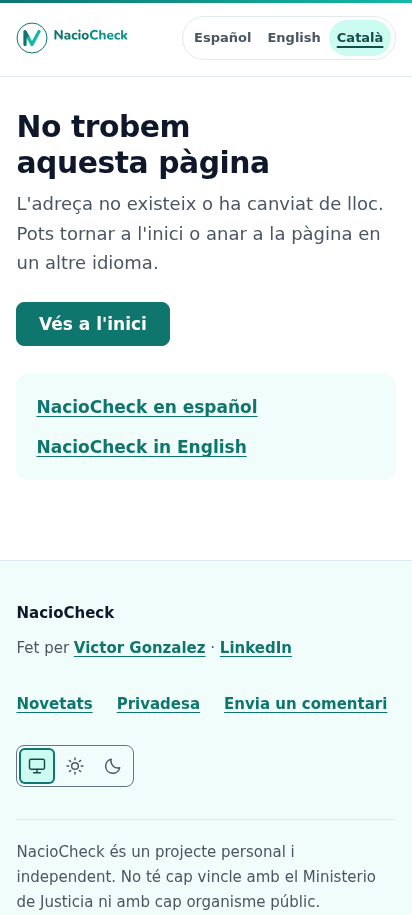 NacioCheck
Español English Català
No trobem
aquesta pàgina
L'adreça no existeix o ha canviat de lloc.
Pots tornar a l'inici o anar a la pàgina en
un altre idioma.
Vés a l'inici
NacioCheck en español
NacioCheck in English
NacioCheck
Fet per Victor Gonzalez · LinkedIn
Novetats Privadesa Envia un comentari
NacioCheck és un projecte personal i
independent. No té cap vincle amb el Ministerio
de Justicia ni amb cap organisme públic.